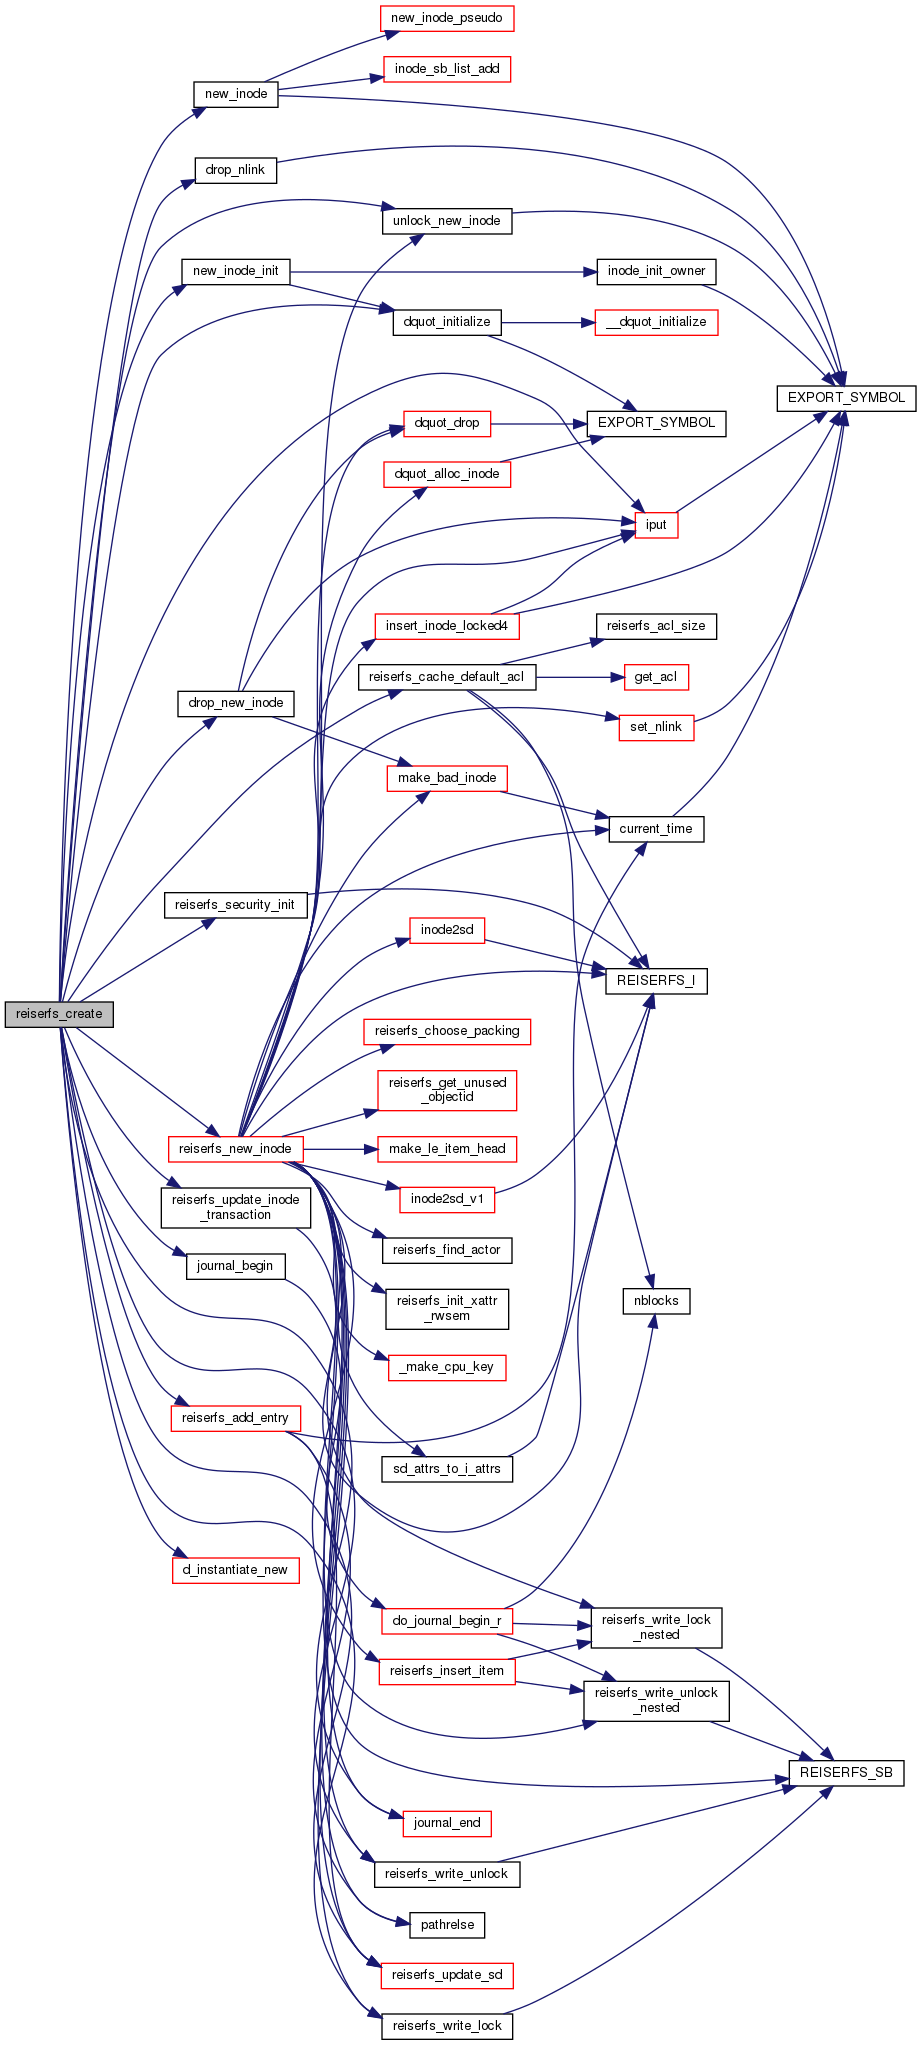 new_inode_pseudo
inode_sb_list_add
new_inode
drop_nlink
unlock_new_inode
new_inode_init
inode_init_owner
dquot_initialize
__dquot_initialize
EXPORT_SYMBOL
dquot_drop
EXPORT_SYMBOL
dquot_alloc_inode
iput
insert_inode_locked4
reiserfs_acl_size
reiserfs_cache_default_acl
get_acl
drop_new_inode
set_nlink
make_bad_inode
current_time
reiserfs_security_init
inode2sd
REISERFS_I
reiserfs_create
reiserfs_choose_packing
reiserfs_get_unused
_objectid
reiserfs_new_inode
make_le_item_head
inode2sd_v1
reiserfs_update_inode
_transaction
reiserfs_find_actor
journal_begin
reiserfs_init_xattr
_rwsem
nblocks
_make_cpu_key
reiserfs_add_entry
sd_attrs_to_i_attrs
d_instantiate_new
do_journal_begin_r
reiserfs_write_lock
_nested
reiserfs_insert_item
reiserfs_write_unlock
_nested
REISERFS_SB
journal_end
reiserfs_write_unlock
pathrelse
reiserfs_update_sd
reiserfs_write_lock